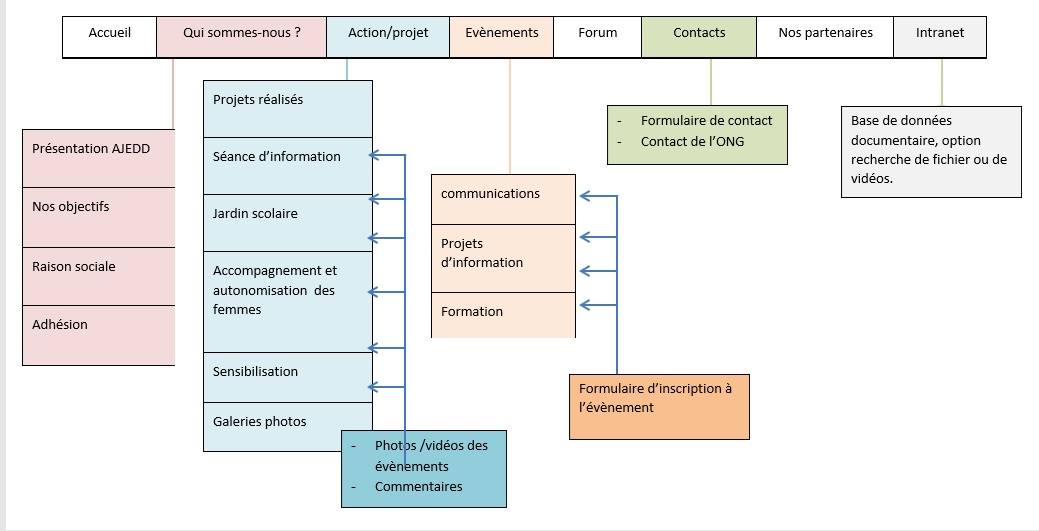 Accueil
Qui sommes-nous ?
Action/projet
Evènements
Forum
Contacts
Nos partenaires
Intranet
Présentation AJEDD
Nos objectifs
Raison sociale
Adhésion
Projets réalisés
Séance d’information
Jardin scolaire
Accompagnement et
autonomisation des
femmes
Sensibilisation
Galeries photos
- Photos /vidéos des
évènements
- Commentaires
communications
Projets
d’information
Formation
Formulaire d’inscription à
l’évènement
- Formulaire de contact
- Contact de l’ONG
Base de données
documentaire, option
recherche de fichier ou de
vidéos.